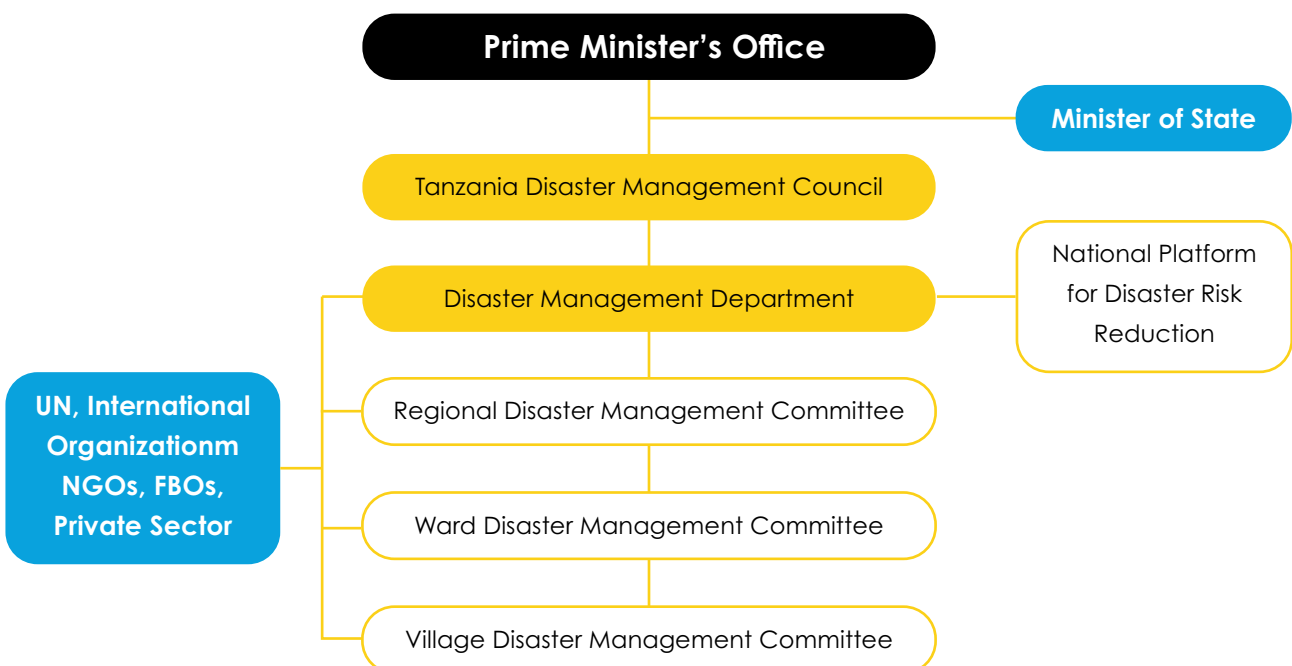 Prime Minister’s Office
Minister of State
Tanzania Disaster Management Council
Disaster Management Department
National Platform
for Disaster Risk
Reduction
UN, International
Organizationm
NGOs, FBOs,
Private Sector
Regional Disaster Management Committee
Ward Disaster Management Committee
Village Disaster Management Committee